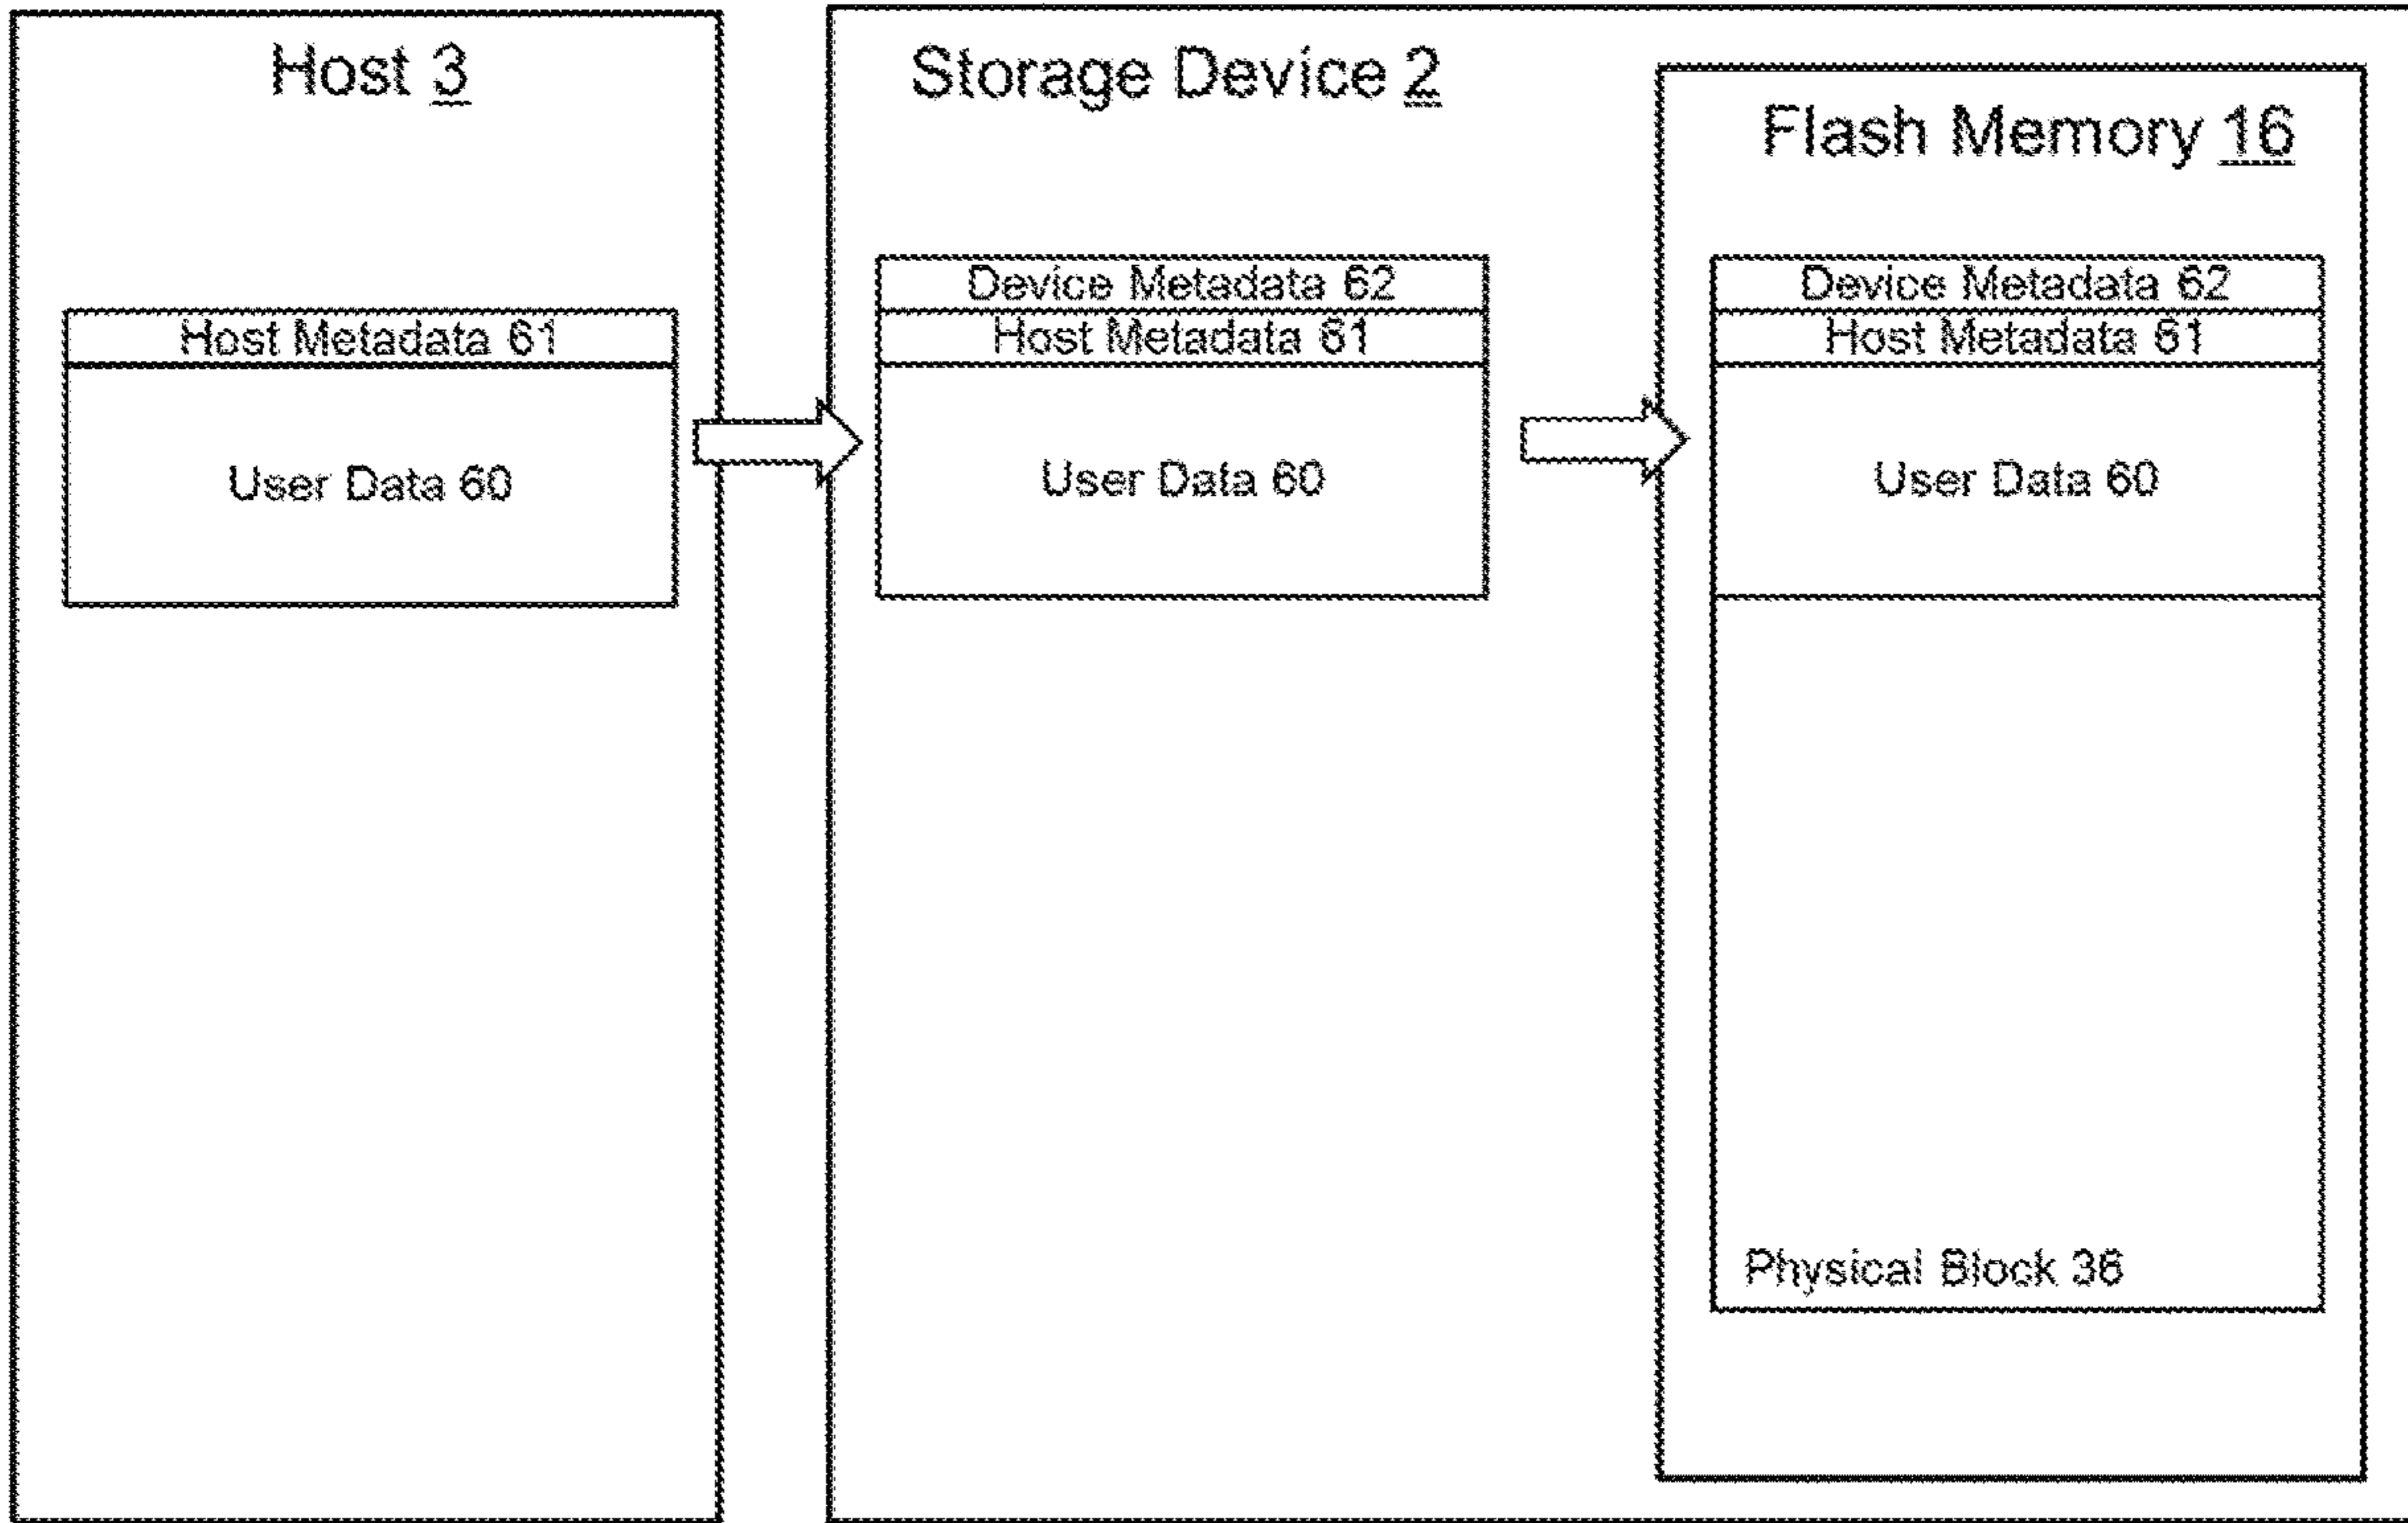 Host 3
Host Metadata 61
User Data 60
Storage Device 2
Device Metadata 62
Host Metadata 61
User Data 60
Flash Memory 16
Device Metadata 62
Host Metadata 61
User Data 60
Physical Block 36